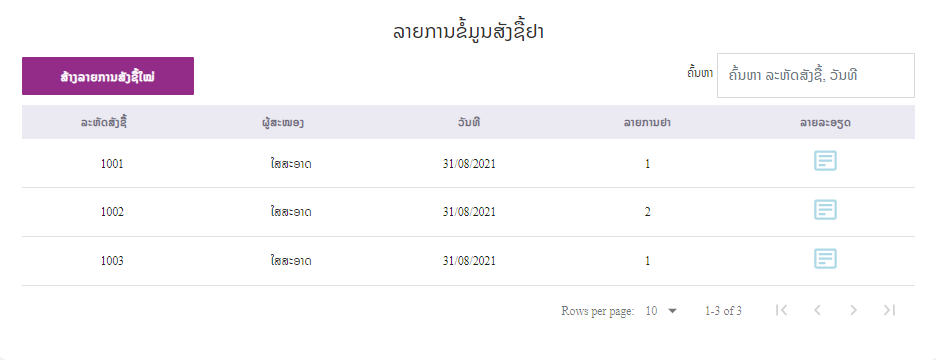 ລາຍການຂໍ້ມູນສັ່ງຊື້ຢາ
ສ້າງລາຍການສັ່ງຊື້ໃໝ່
ຄົ້ນຫາ ຄົ້ນຫາ ລະຫັດສັ່ງຊື້, ວັນທີ
ລະຫັດສັ່ງຊື້ ຜູ້ສະໜອງ ວັນທີ ລາຍການຢາ ລາຍລະອຽດ
1001 ໃສສະອາດ 31/08/2021 1
1002 ໃສສະອາດ 31/08/2021 2
1003 ໃສສະອາດ 31/08/2021 1
Rows per page: 10 1-3 of 3